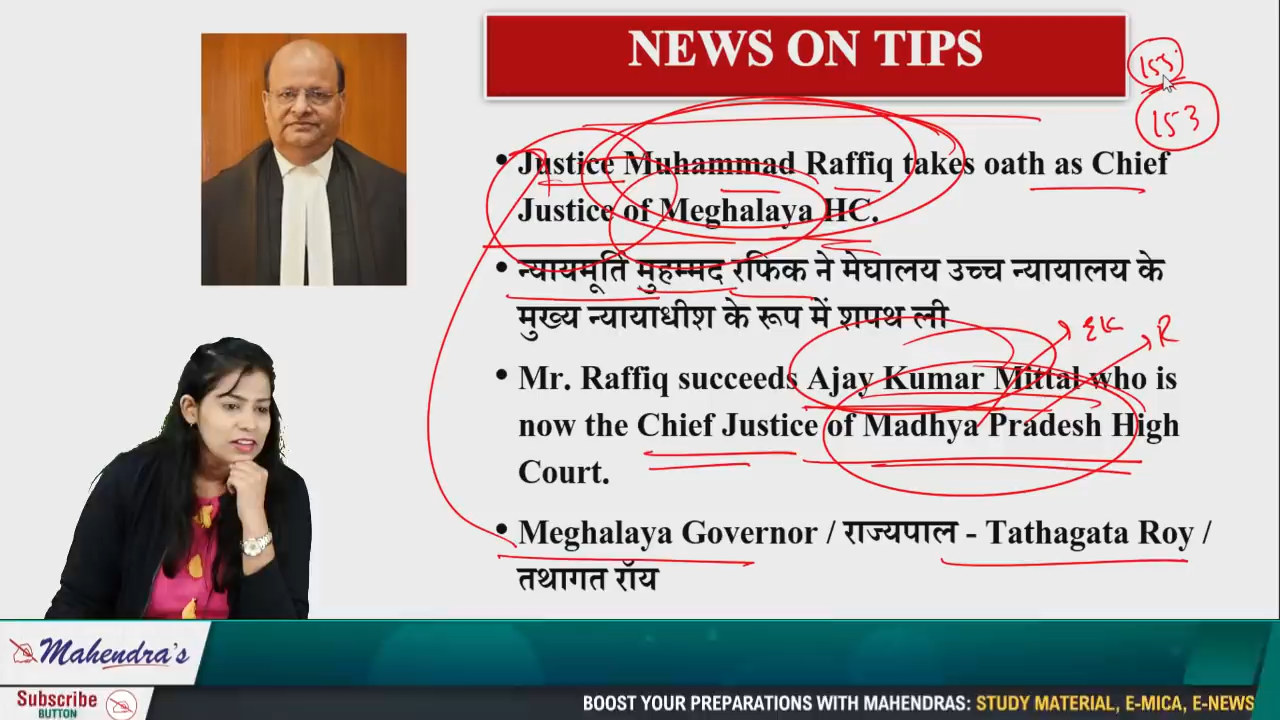 NEWS ON TIPS
155
153
• Justice Muhammad Raffiq takes oath as Chief
Justice of Meghalaya HC.
• न्यायमूर्ति मुहम्मद रफिक ने मेघालय उच्च न्यायालय के
मुख्य न्यायाधीश के रूप में शपथ ली
R
• Mr. Raffiq succeeds Ajay Kumar Mittal who is
now the Chief Justice of Madhya Pradesh High
Court.
• Meghalaya Governor / राज्यपाल - Tathagata Roy /
तथागत रॉय
Mahendra's
Subscribe
BUTTON
BOOST YOUR PREPARATIONS WITH MAHENDRAS: STUDY MATERIAL, E-MICA, E-NEWS